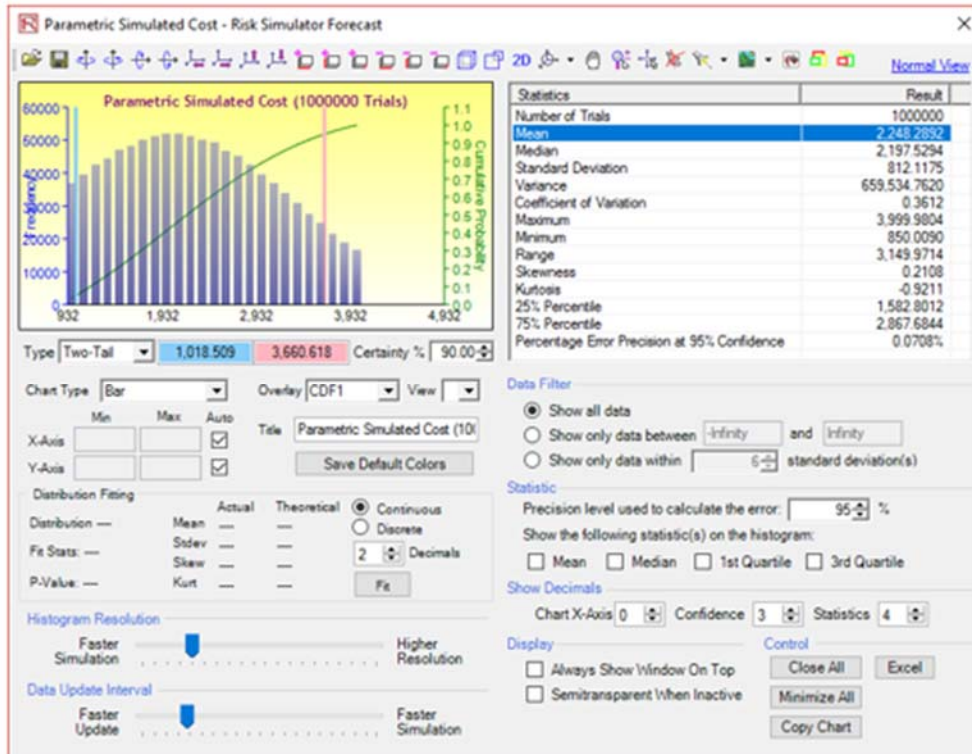 Parametric Simulated Cost - Risk Simulator Forecast
2D
Normal View
Parametric Simulated Cost (1000000 Trials)
60000
50000
40000
30000
20000
10000
0
Frequency
932 1,932 2,932 3,932 4,932
1.1
1.0
0.9
0.8
0.7
0.6
0.5
0.4
0.3
0.2
0.1
0.0
Cumulative Probability
Statistics Result
Number of Trials 1000000
Mean 2,248.2892
Median 2,197.5294
Standard Deviation 812.1175
Variance 659,534.7620
Coefficient of Variation 0.3612
Maximum 3,999.9804
Minimum 850.0090
Range 3,149.9714
Skewness 0.2108
Kurtosis -0.9211
25% Percentile 1,582.8012
75% Percentile 2,867.6844
Percentage Error Precision at 95% Confidence 0.0708%
Type Two-Tail 1,018.509 3,660.618 Certainty % 90.00
Chart Type Bar Overlay CDF1 View
Min Max Auto
X-Axis
Y-Axis
Title Parametric Simulated Cost (10(
Save Default Colors
Distribution Fitting
Actual Theoretical
Distribution ---
Mean --- ---
Fit Stats: ---
Stdev --- ---
Skew --- ---
P-Value: ---
Kurt --- ---
Continuous
Discrete
2 Decimals
Fit
Histogram Resolution
Faster Simulation
Higher Resolution
Data Update Interval
Faster Update
Faster Simulation
Data Filter
Show all data
Show only data between -Infinity and Infinity
Show only data within 6 standard deviation(s)
Statistic
Precision level used to calculate the error: 95 %
Show the following statistic(s) on the histogram:
Mean Median 1st Quartile 3rd Quartile
Show Decimals
Chart X-Axis 0 Confidence 3 Statistics 4
Display
Always Show Window On Top
Semitransparent When Inactive
Control
Close All Excel
Minimize All
Copy Chart